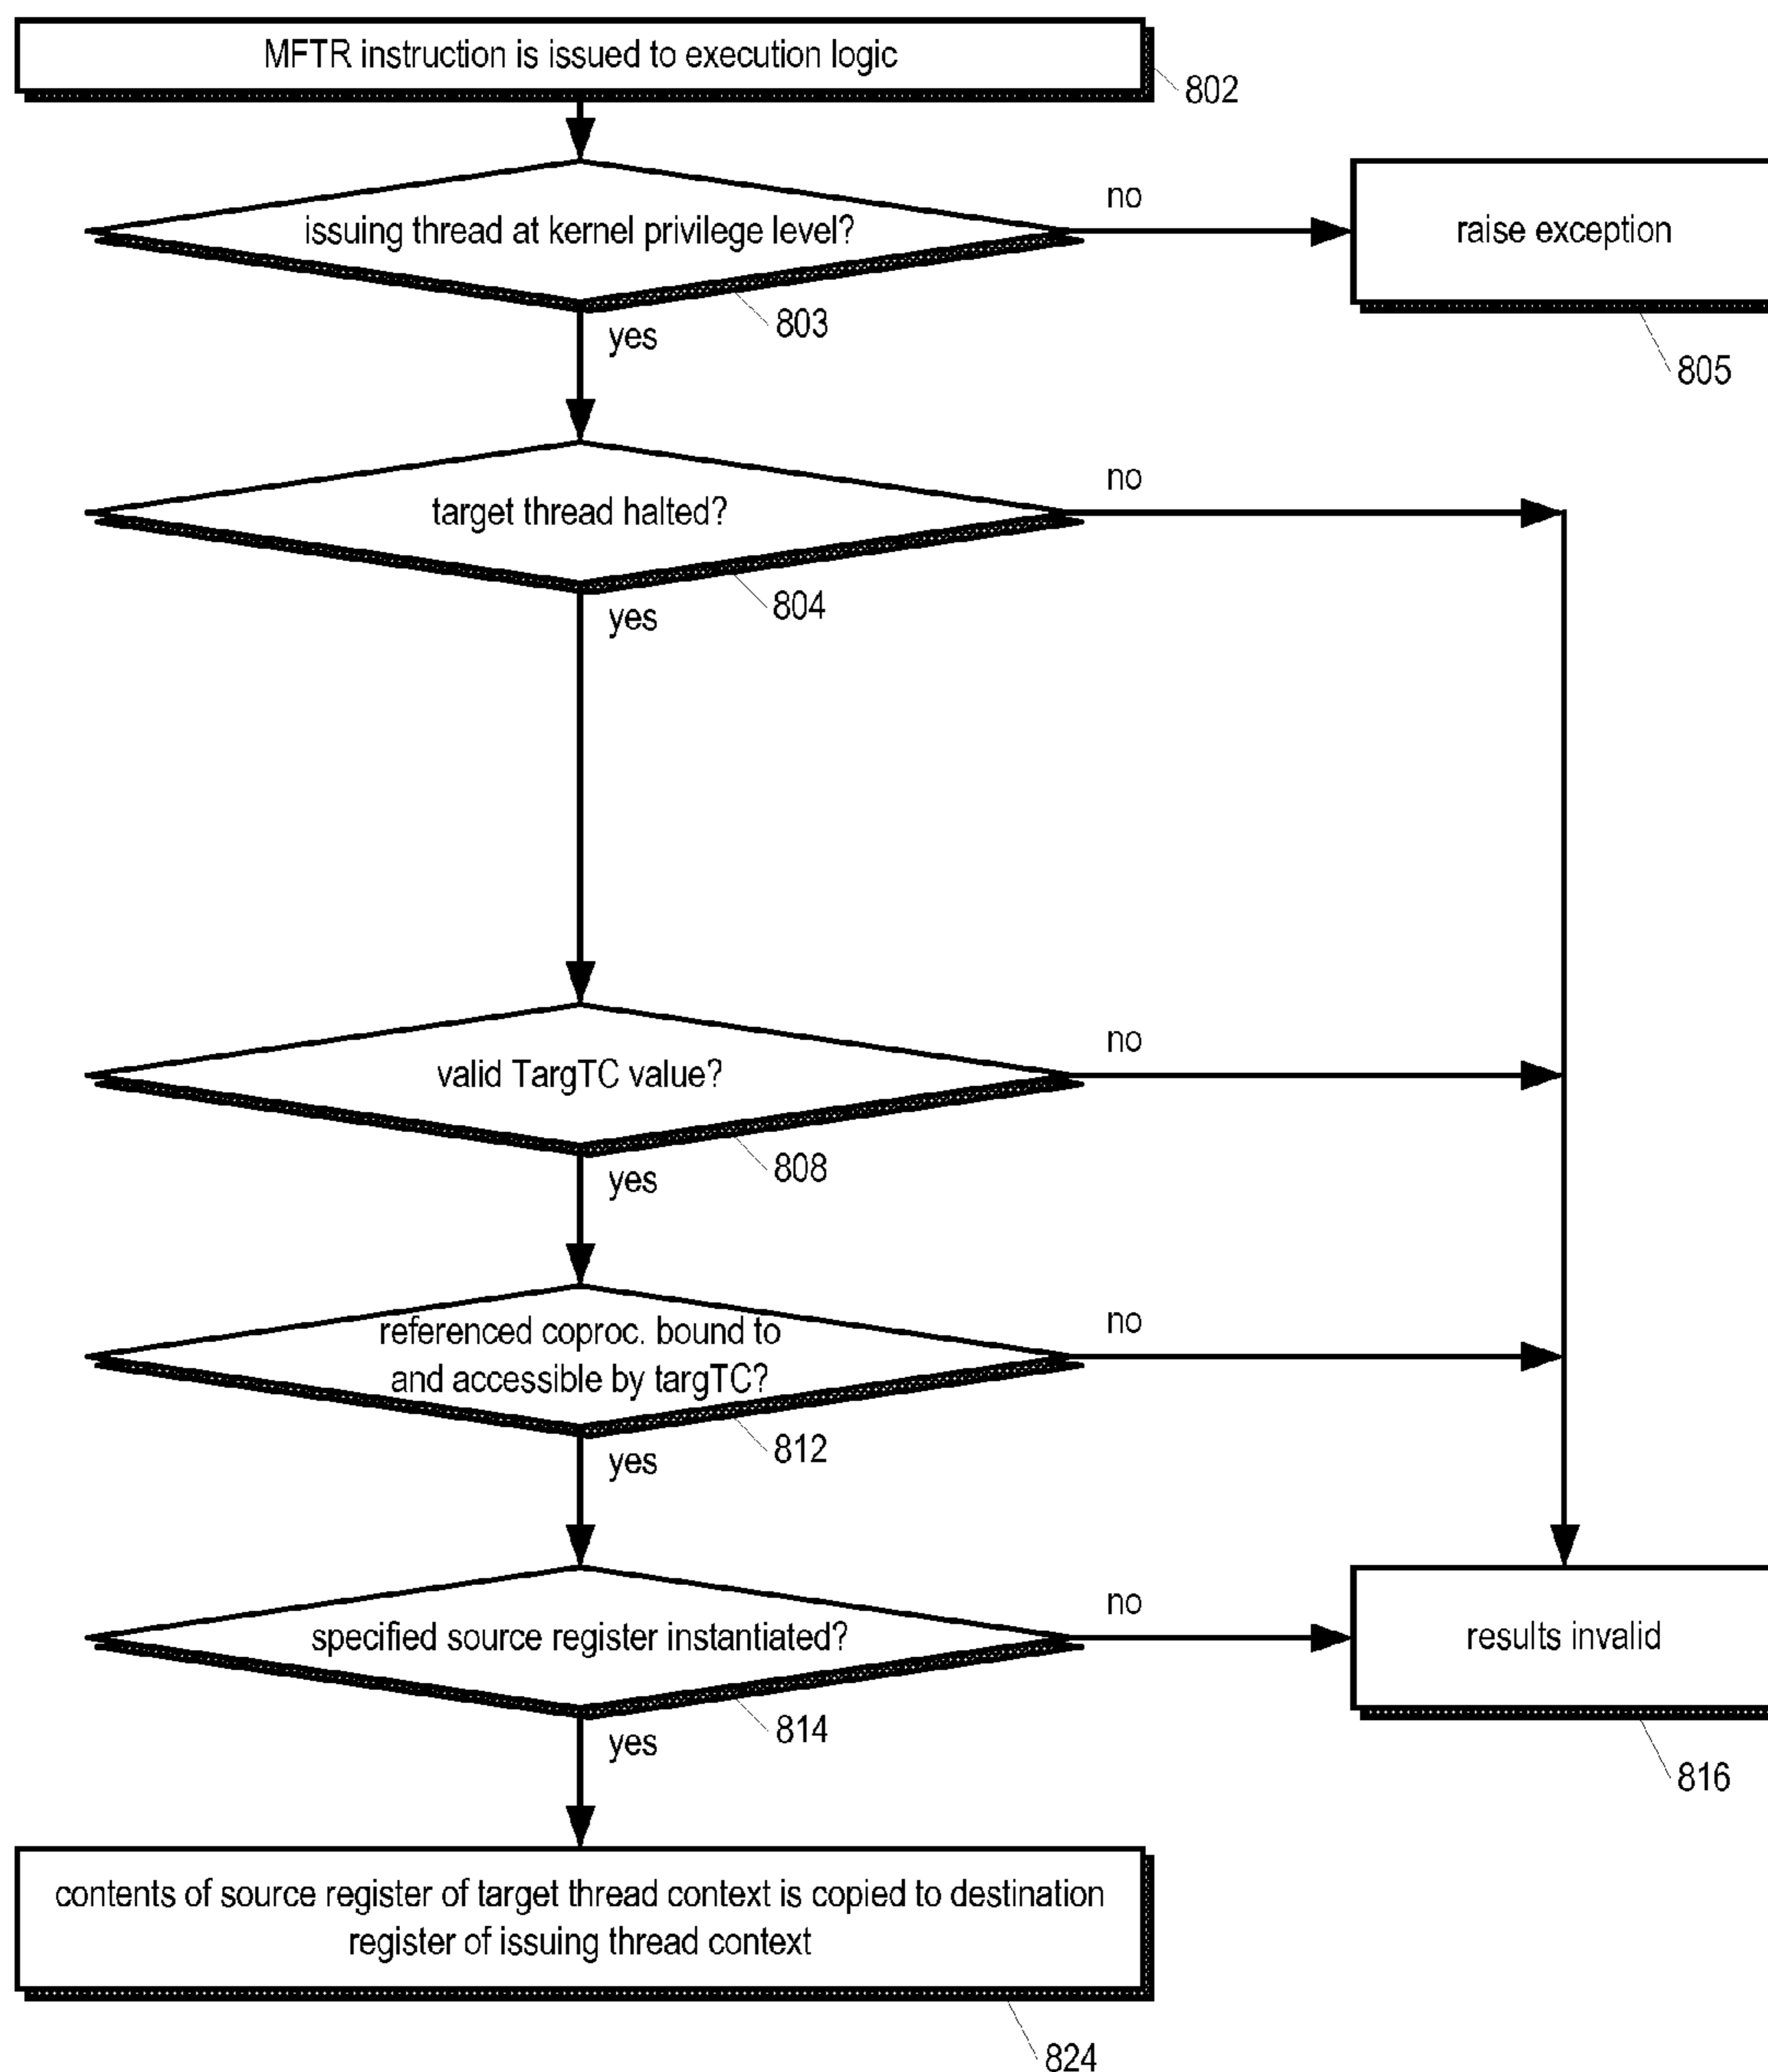 MFTR instruction is issued to execution logic
802
issuing thread at kernel privilege level?
no
raise exception
803
yes
805
target thread halted?
no
804
yes
valid TargTC value?
no
808
yes
referenced coproc. bound to
and accessible by targTC?
no
812
yes
specified source register instantiated?
no
results invalid
814
yes
816
contents of source register of target thread context is copied to destination
register of issuing thread context
824